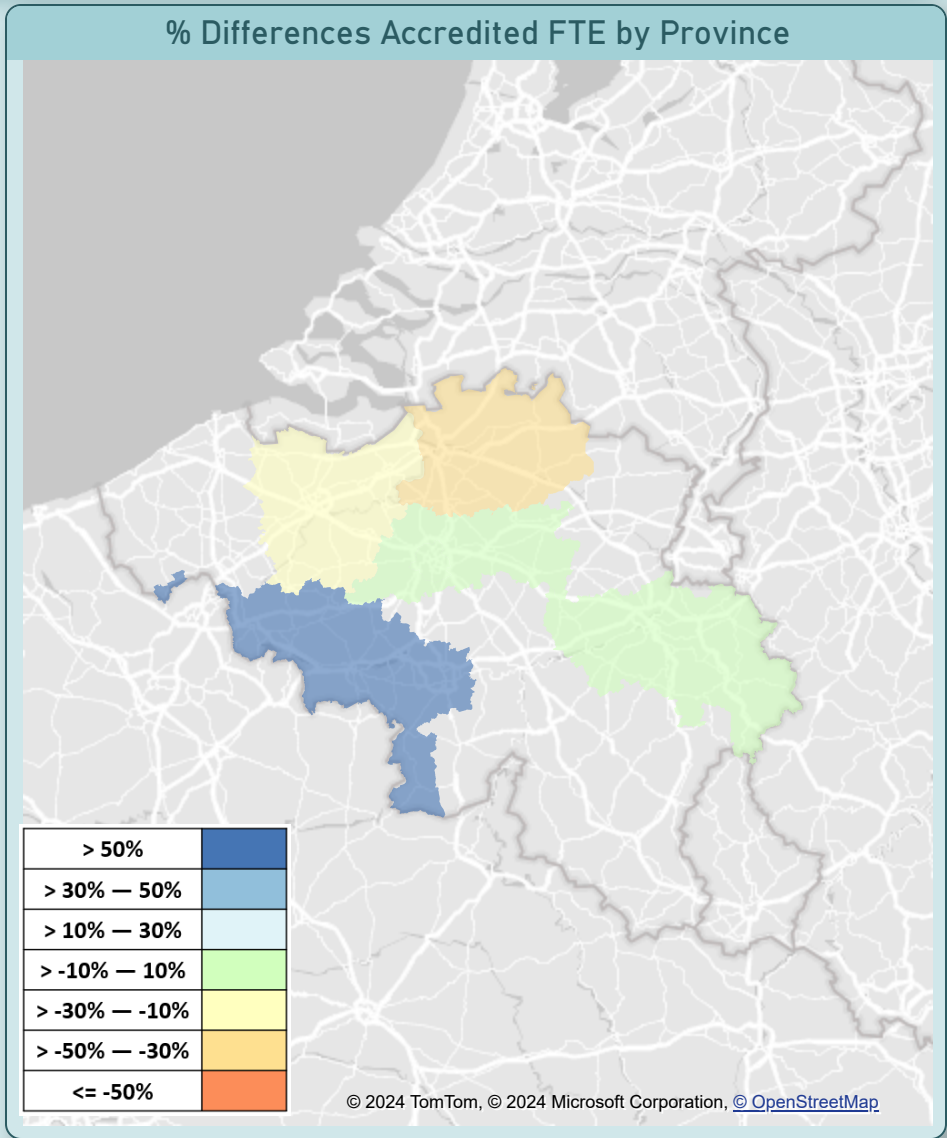 % Differences Accredited FTE by Province
> 50%
> 30% — 50%
> 10% — 30%
> -10% — 10%
> -30% — -10%
> -50% — -30%
<= -50%
© 2024 TomTom, © 2024 Microsoft Corporation, © OpenStreetMap